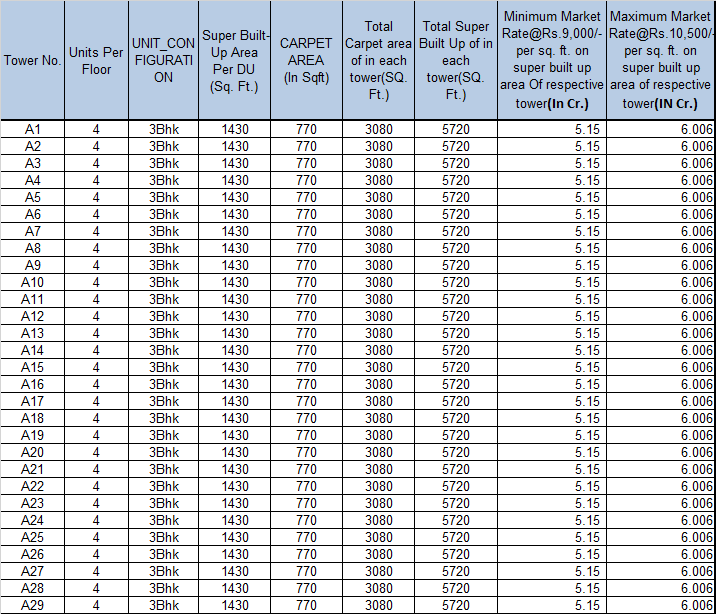 Tower No. Units Per Floor UNIT_CONFIGURATION Super Built-Up Area Per DU (Sq. Ft.) CARPET AREA (In Sqft) Total Carpet area of in each tower(SQ. Ft.) Total Super Built Up of in each tower(SQ. Ft.) Minimum Market Rate@Rs.9,000/- per sq. ft. on super built up area Of respective tower(In Cr.) Maximum Market Rate@Rs.10,500/- per sq. ft. on super built up area of respective tower(IN Cr.)
A1 4 3Bhk 1430 770 3080 5720 5.15 6.006
A2 4 3Bhk 1430 770 3080 5720 5.15 6.006
A3 4 3Bhk 1430 770 3080 5720 5.15 6.006
A4 4 3Bhk 1430 770 3080 5720 5.15 6.006
A5 4 3Bhk 1430 770 3080 5720 5.15 6.006
A6 4 3Bhk 1430 770 3080 5720 5.15 6.006
A7 4 3Bhk 1430 770 3080 5720 5.15 6.006
A8 4 3Bhk 1430 770 3080 5720 5.15 6.006
A9 4 3Bhk 1430 770 3080 5720 5.15 6.006
A10 4 3Bhk 1430 770 3080 5720 5.15 6.006
A11 4 3Bhk 1430 770 3080 5720 5.15 6.006
A12 4 3Bhk 1430 770 3080 5720 5.15 6.006
A13 4 3Bhk 1430 770 3080 5720 5.15 6.006
A14 4 3Bhk 1430 770 3080 5720 5.15 6.006
A15 4 3Bhk 1430 770 3080 5720 5.15 6.006
A16 4 3Bhk 1430 770 3080 5720 5.15 6.006
A17 4 3Bhk 1430 770 3080 5720 5.15 6.006
A18 4 3Bhk 1430 770 3080 5720 5.15 6.006
A19 4 3Bhk 1430 770 3080 5720 5.15 6.006
A20 4 3Bhk 1430 770 3080 5720 5.15 6.006
A21 4 3Bhk 1430 770 3080 5720 5.15 6.006
A22 4 3Bhk 1430 770 3080 5720 5.15 6.006
A23 4 3Bhk 1430 770 3080 5720 5.15 6.006
A24 4 3Bhk 1430 770 3080 5720 5.15 6.006
A25 4 3Bhk 1430 770 3080 5720 5.15 6.006
A26 4 3Bhk 1430 770 3080 5720 5.15 6.006
A27 4 3Bhk 1430 770 3080 5720 5.15 6.006
A28 4 3Bhk 1430 770 3080 5720 5.15 6.006
A29 4 3Bhk 1430 770 3080 5720 5.15 6.006